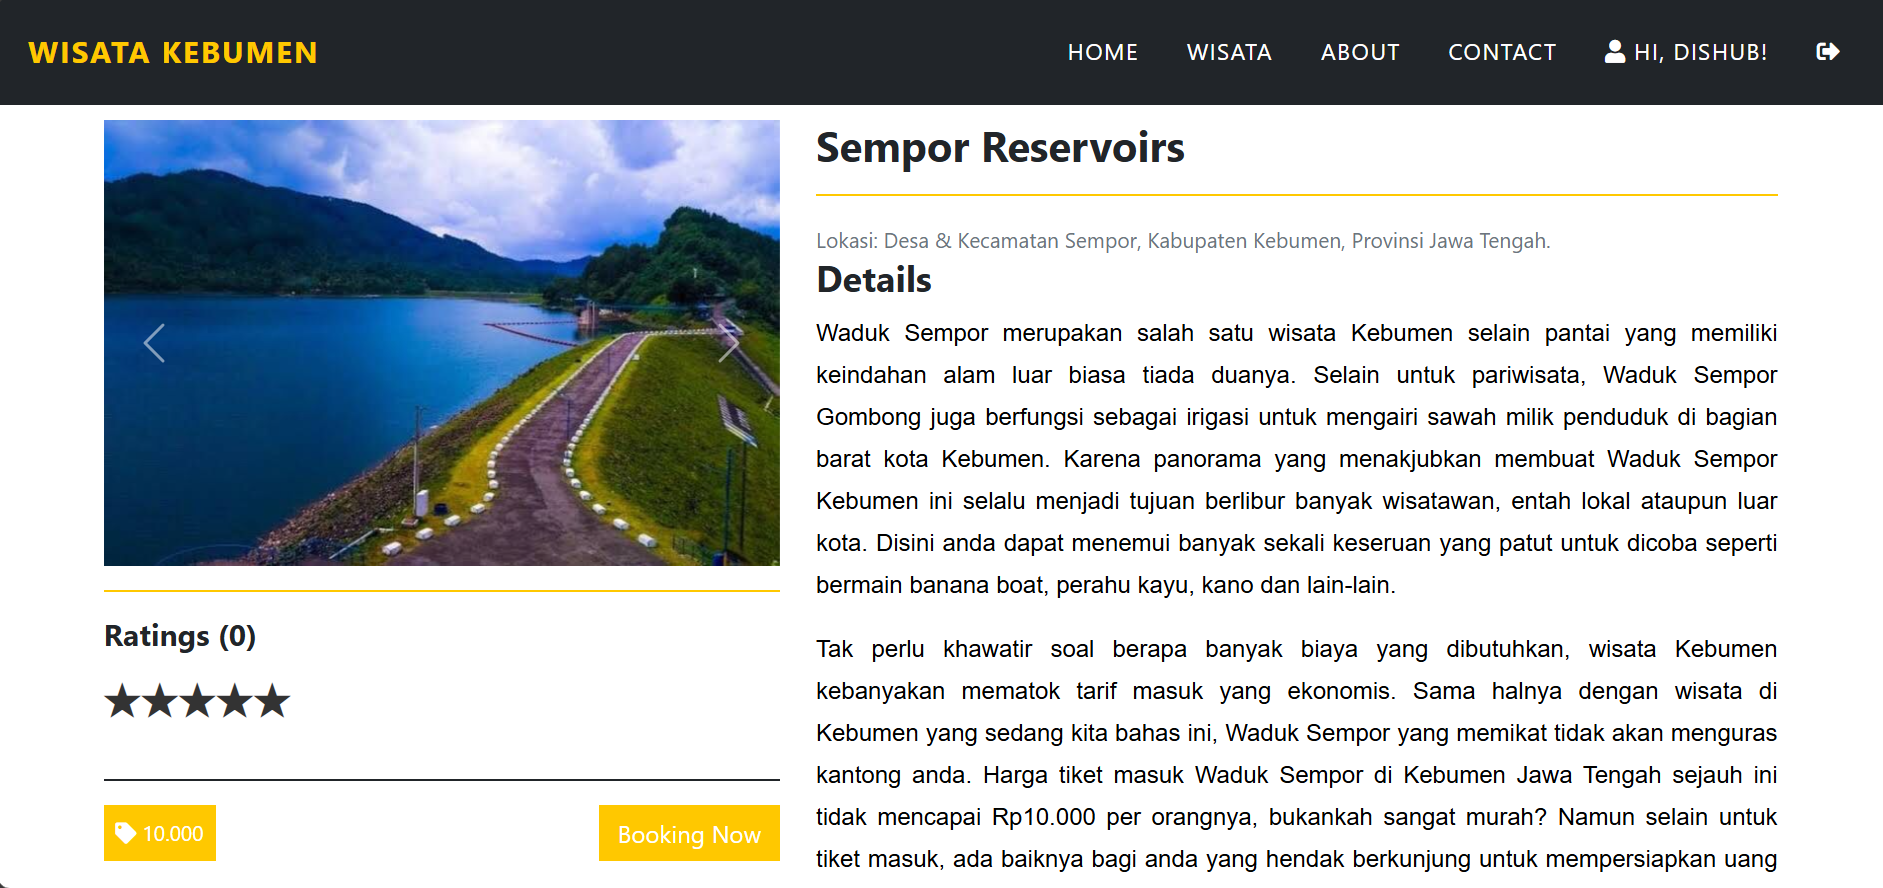 WISATA KEBUMEN
HOME WISATA ABOUT CONTACT HI, DISHUB!
Sempor Reservoirs
Lokasi: Desa & Kecamatan Sempor, Kabupaten Kebumen, Provinsi Jawa Tengah.
Details
Waduk Sempor merupakan salah satu wisata Kebumen selain pantai yang memiliki
keindahan alam luar biasa tiada duanya. Selain untuk pariwisata, Waduk Sempor
Gombong juga berfungsi sebagai irigasi untuk mengairi sawah milik penduduk di bagian
barat kota Kebumen. Karena panorama yang menakjubkan membuat Waduk Sempor
Kebumen ini selalu menjadi tujuan berlibur banyak wisatawan, entah lokal ataupun luar
kota. Disini anda dapat menemui banyak sekali keseruan yang patut untuk dicoba seperti
bermain banana boat, perahu kayu, kano dan lain-lain.
Tak perlu khawatir soal berapa banyak biaya yang dibutuhkan, wisata Kebumen
kebanyakan mematok tarif masuk yang ekonomis. Sama halnya dengan wisata di
Kebumen yang sedang kita bahas ini, Waduk Sempor yang memikat tidak akan menguras
kantong anda. Harga tiket masuk Waduk Sempor di Kebumen Jawa Tengah sejauh ini
tidak mencapai Rp10.000 per orangnya, bukankah sangat murah? Namun selain untuk
tiket masuk, ada baiknya bagi anda yang hendak berkunjung untuk mempersiapkan uang
Ratings (0)
10.000
Booking Now